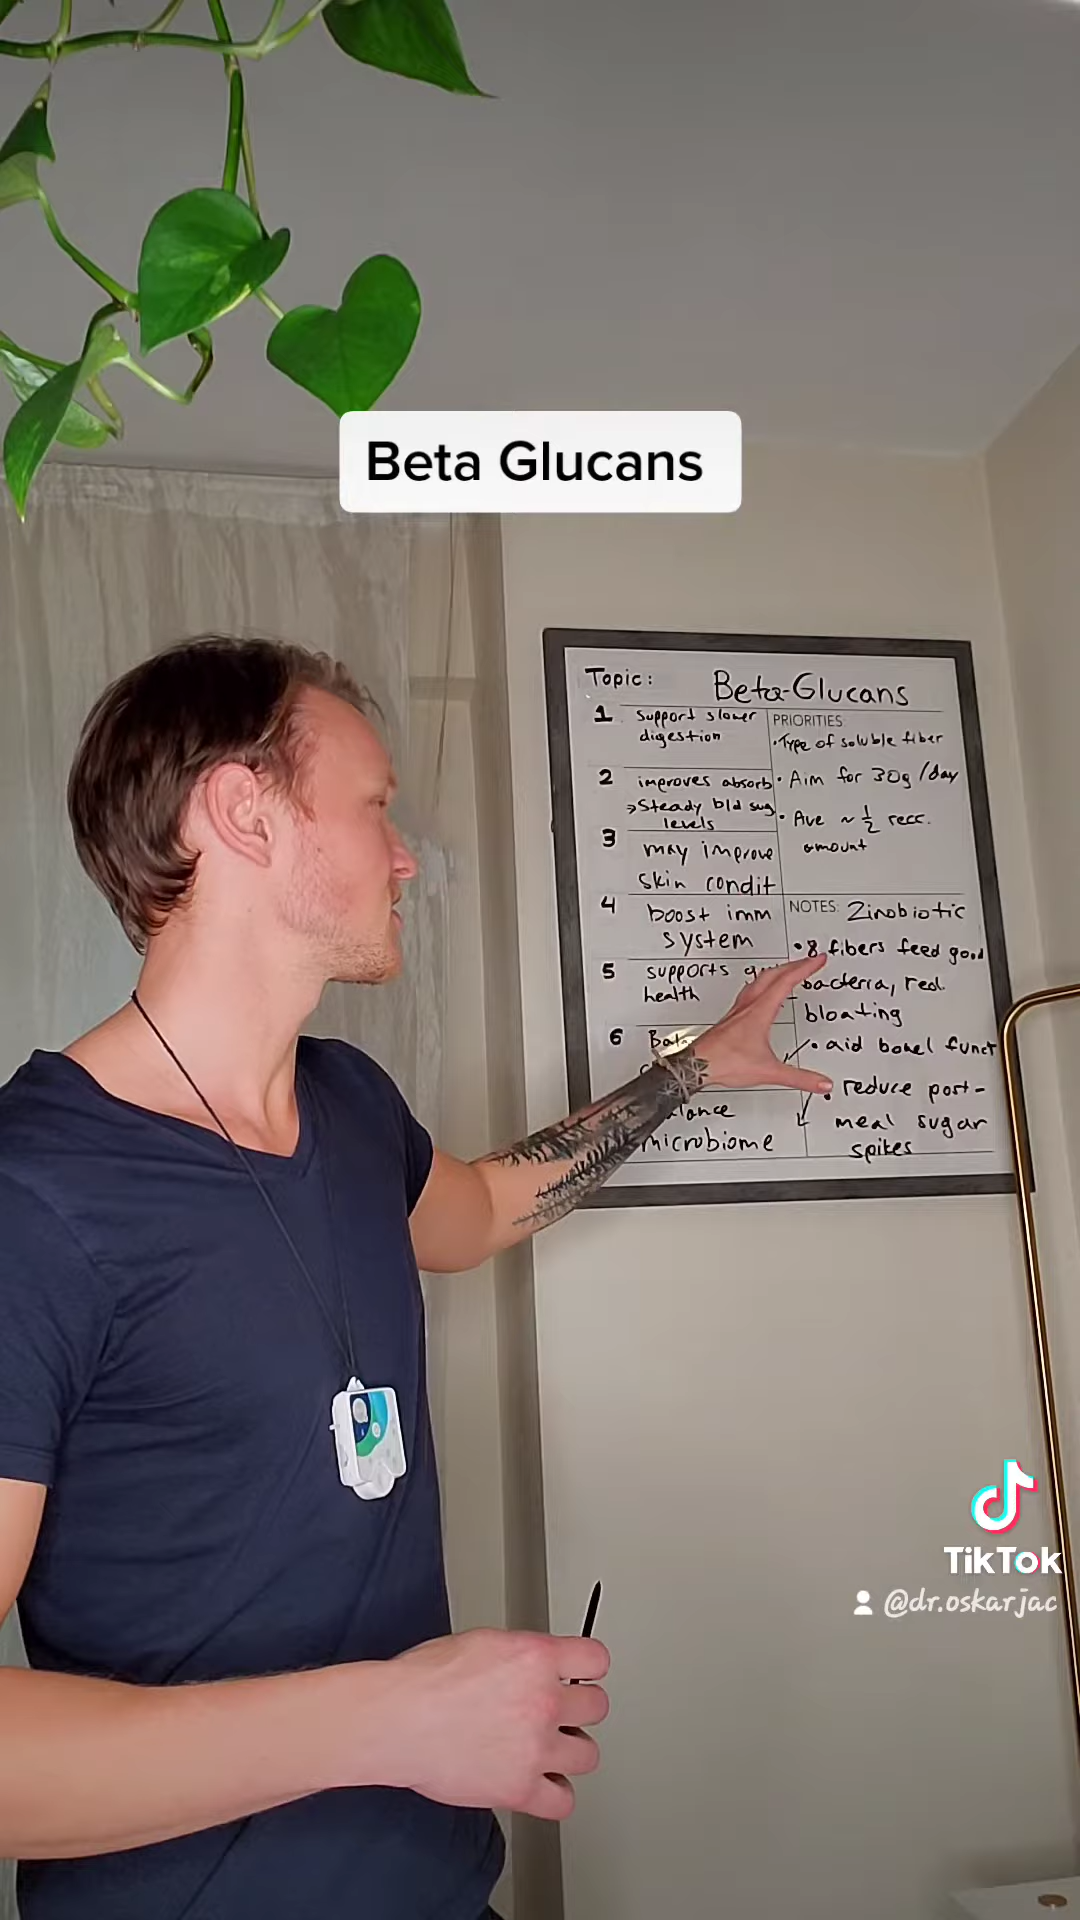 Beta Glucans
Topic: Beta-Glucans
1 support slower
digestion
2 improves absorb
→ Steady bld sug
levels
3 may improve
skin condit
4 boost imm
system
5 supports
health
6
microbiome
PRIORITIES:
• Type of soluble fiber
• Aim for 30g/day
• Ave ~ 1/2 recc.
amount
NOTES: Zinobiotic
• 8 fibers feed good
bacteria, red.
bloating
• aid bowel funct
• reduce post-
meal sugar
spikes
TikTok
@dr.oskarjac